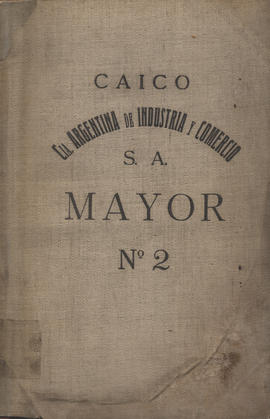 CAICO
Cía. ARGENTINA DE INDUSTRIA Y COMERCIO
S. A.
MAYOR
Nº 2